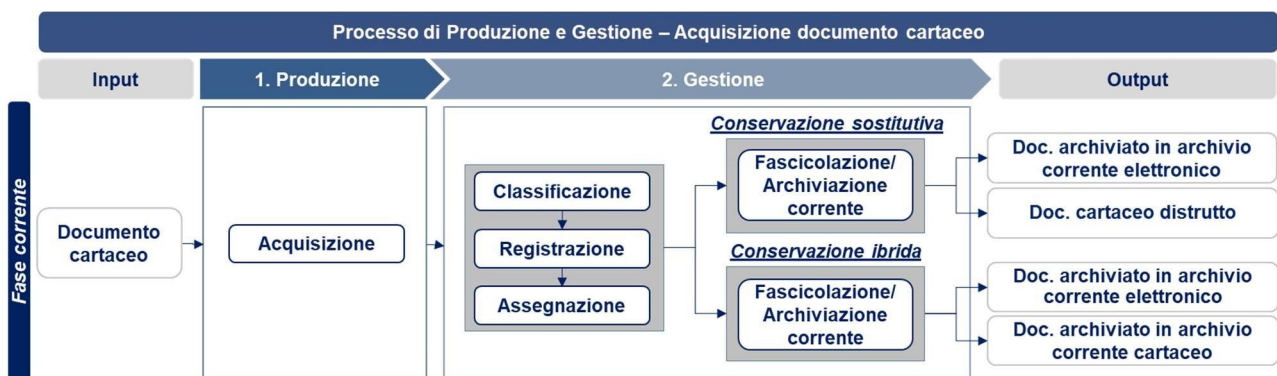 Processo di Produzione e Gestione – Acquisizione documento cartaceo
Input
1. Produzione
2. Gestione
Output
Fase corrente
Documento
cartaceo
Acquisizione
Classificazione
Registrazione
Assegnazione
Conservazione sostitutiva
Fascicolazione/
Archiviazione
corrente
Conservazione ibrida
Fascicolazione/
Archiviazione
corrente
Doc. archiviato in archivio
corrente elettronico
Doc. cartaceo distrutto
Doc. archiviato in archivio
corrente elettronico
Doc. archiviato in archivio
corrente cartaceo